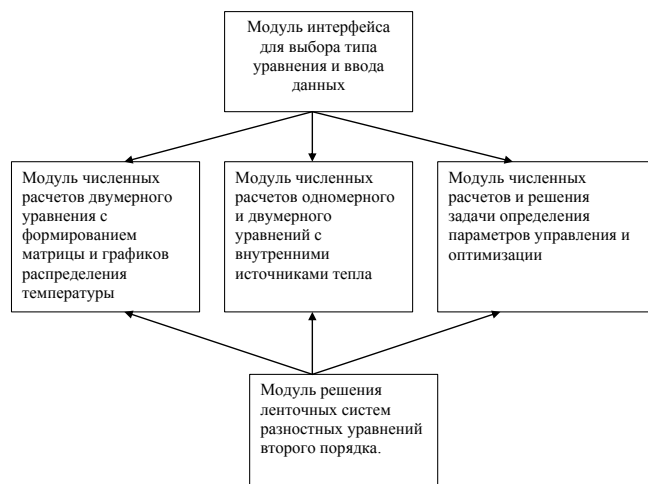 Модуль интерфейса
для выбора типа
уравнения и ввода
данных
Модуль численных
расчетов двумерного
уравнения с
формированием
матрицы и графиков
распределения
температуры
Модуль численных
расчетов одномерного
и двумерного
уравнений с
внутренними
источниками тепла
Модуль численных
расчетов и решения
задачи определения
параметров управления и
оптимизации
Модуль решения
ленточных систем
разностных уравнений
второго порядка.